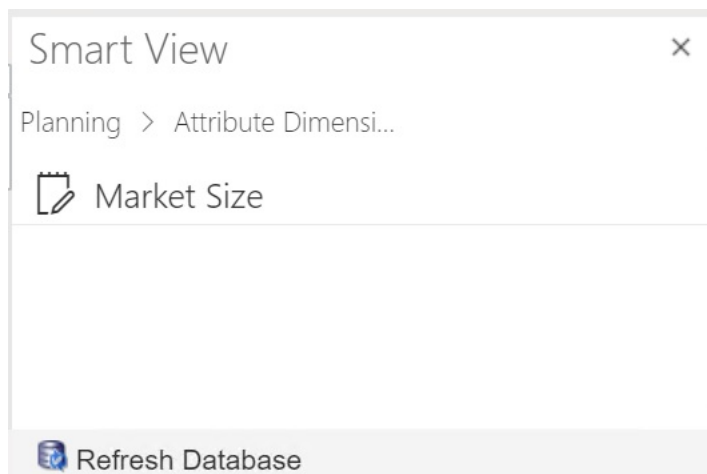 Smart View
Planning > Attribute Dimensi...
Market Size
Refresh Database